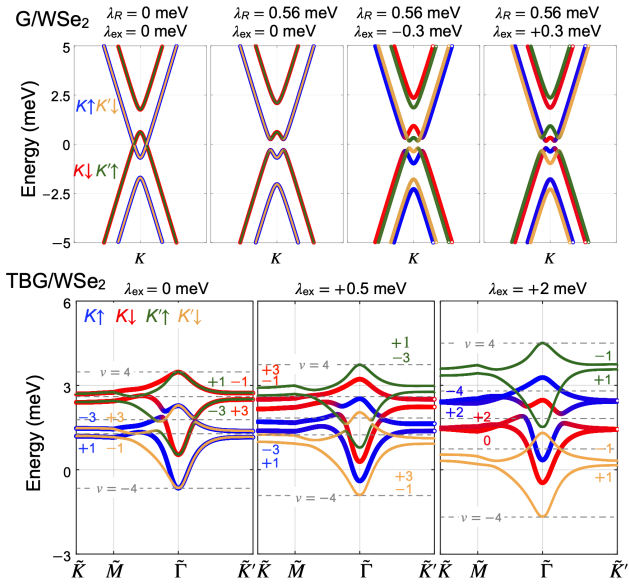 G/WSe₂
λ_R = 0 meV
λ_ex = 0 meV
λ_R = 0.56 meV
λ_ex = 0 meV
λ_R = 0.56 meV
λ_ex = −0.3 meV
λ_R = 0.56 meV
λ_ex = +0.3 meV
Energy (meV)
5
2.5
0
−2.5
−5
K↑ K′↓
K↓ K′↑
K
K
K
K
TBG/WSe₂
λ_ex = 0 meV
λ_ex = +0.5 meV
λ_ex = +2 meV
Energy (meV)
6
3
0
−3
K↑ K↓ K′↑ K′↓
ν = 4
+1 −1
−3 +3
−3 +3
+1 −1
ν = −4
ν = 4
+1
−3
+3
−1
−3
+1
+3
−1
ν = −4
ν = 4
−1
+1
−4
+2
+2
0
−1
+1
ν = −4
K̃ M̃ Γ̃ K̃′
M̃ Γ̃ K̃′
M̃ Γ̃ K̃′